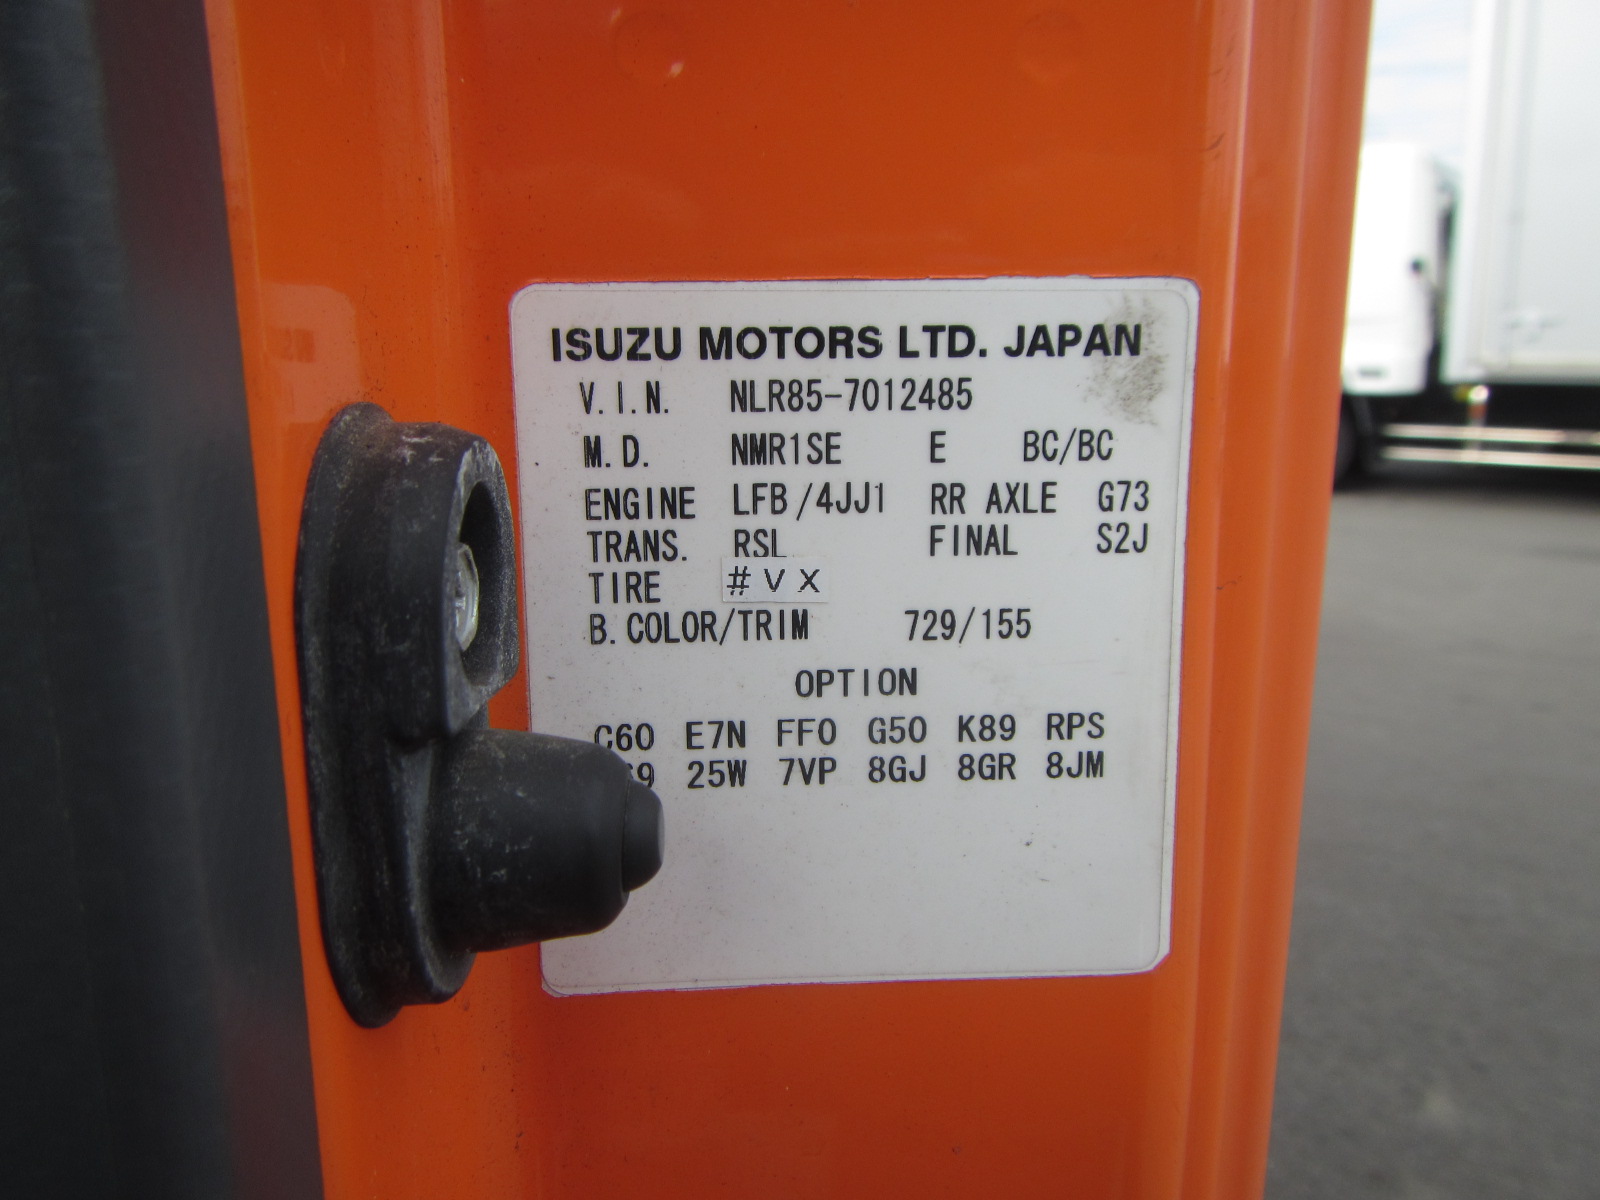 ISUZU MOTORS LTD. JAPAN
V.I.N. NLR85-7012485
M.D. NMR1SE E BC/BC
ENGINE LFB/4JJ1 RR AXLE G73
TRANS. RSL FINAL S2J
TIRE #VX
B.COLOR/TRIM 729/155
OPTION
C60 E7N FF0 G50 K89 RPS
25W 7VP 8GJ 8GR 8JM